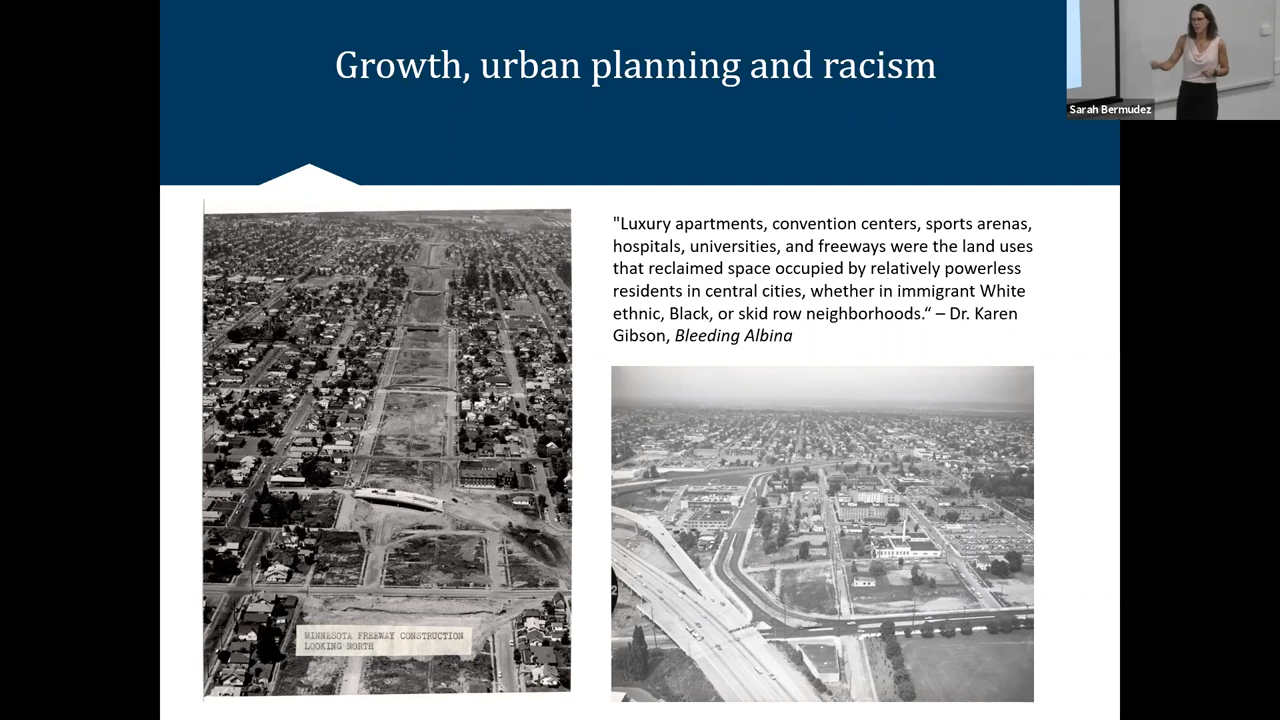 Growth, urban planning and racism
Sarah Bermudez
"Luxury apartments, convention centers, sports arenas,
hospitals, universities, and freeways were the land uses
that reclaimed space occupied by relatively powerless
residents in central cities, whether in immigrant White
ethnic, Black, or skid row neighborhoods.“ – Dr. Karen
Gibson, Bleeding Albina
MINNESOTA FREEWAY CONSTRUCTION
LOOKING NORTH